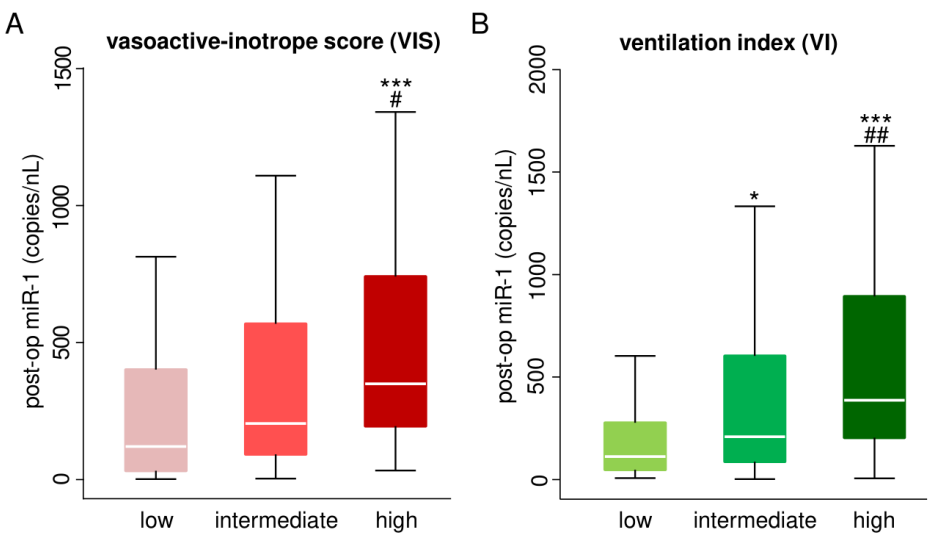 A
vasoactive-inotrope score (VIS)
post-op miR-1 (copies/nL)
1500
1000
500
0
***
#
low intermediate high
B
ventilation index (VI)
post-op miR-1 (copies/nL)
2000
1500
1000
500
0
*
***
##
low intermediate high